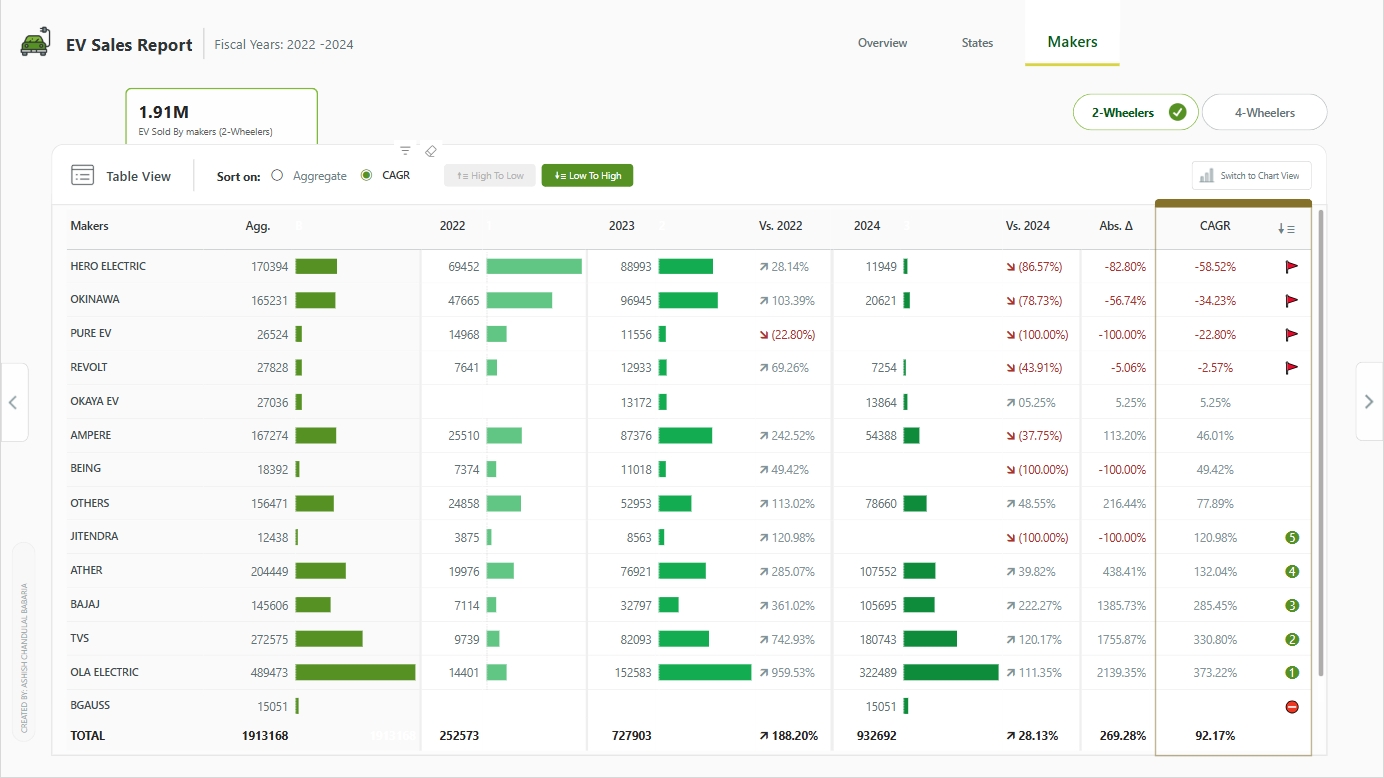 EV Sales Report
Fiscal Years: 2022 -2024
Overview
States
Makers
1.91M
EV Sold By makers (2-Wheelers)
2-Wheelers
4-Wheelers
Table View
Sort on:
Aggregate
CAGR
High To Low
Low To High
Switch to Chart View
Makers Agg. 2022 2023 Vs. 2022 2024 Vs. 2024 Abs. Δ CAGR
HERO ELECTRIC 170394 69452 88993 28.14% 11949 (86.57%) -82.80% -58.52%
OKINAWA 165231 47665 96945 103.39% 20621 (78.73%) -56.74% -34.23%
PURE EV 26524 14968 11556 (22.80%) (100.00%) -100.00% -22.80%
REVOLT 27828 7641 12933 69.26% 7254 (43.91%) -5.06% -2.57%
OKAYA EV 27036 13172 13864 05.25% 5.25% 5.25%
AMPERE 167274 25510 87376 242.52% 54388 (37.75%) 113.20% 46.01%
BEING 18392 7374 11018 49.42% (100.00%) -100.00% 49.42%
OTHERS 156471 24858 52953 113.02% 78660 48.55% 216.44% 77.89%
JITENDRA 12438 3875 8563 120.98% (100.00%) -100.00% 120.98% 5
ATHER 204449 19976 76921 285.07% 107552 39.82% 438.41% 132.04% 4
BAJAJ 145606 7114 32797 361.02% 105695 222.27% 1385.73% 285.45% 3
TVS 272575 9739 82093 742.93% 180743 120.17% 1755.87% 330.80% 2
OLA ELECTRIC 489473 14401 152583 959.53% 322489 111.35% 2139.35% 373.22% 1
BGAUSS 15051 15051
TOTAL 1913168 1913168 252573 727903 188.20% 932692 28.13% 269.28% 92.17%
CREATED BY: ASHISH CHANDULAL BABARIA